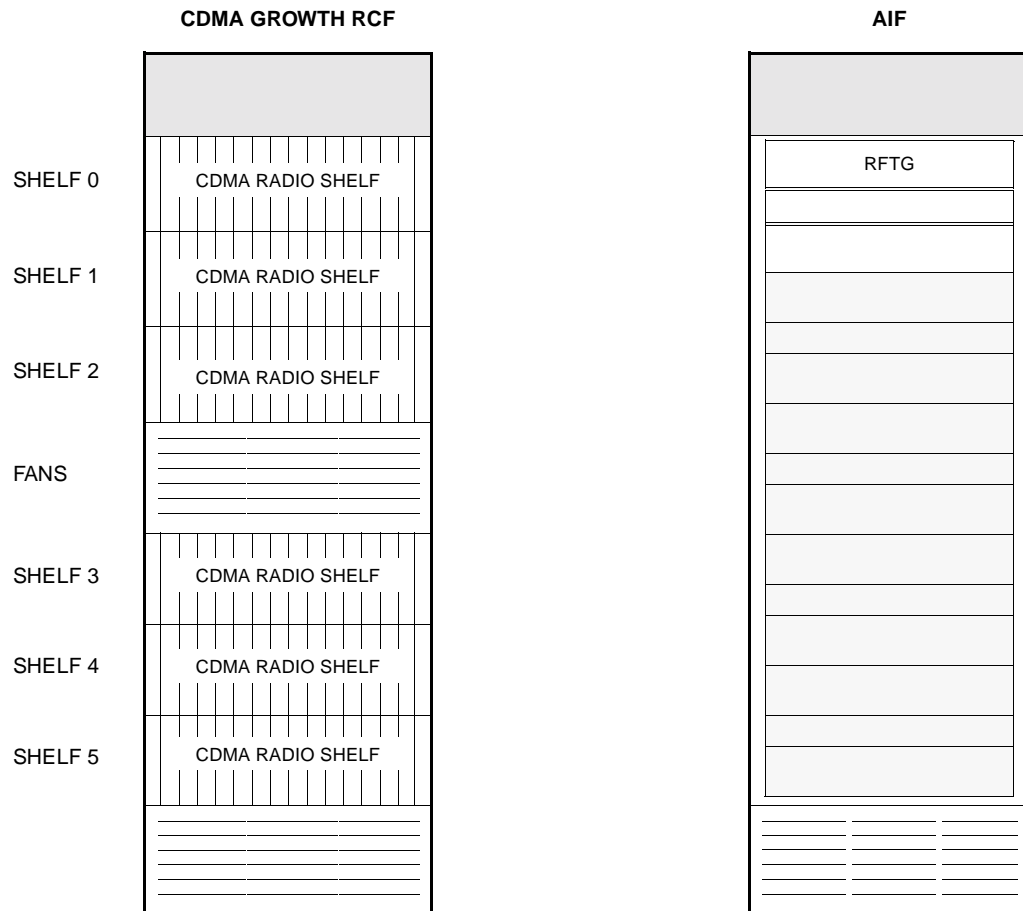 CDMA GROWTH RCF
AIF
SHELF 0
CDMA RADIO SHELF
RFTG
SHELF 1
CDMA RADIO SHELF
SHELF 2
CDMA RADIO SHELF
FANS
SHELF 3
CDMA RADIO SHELF
SHELF 4
CDMA RADIO SHELF
SHELF 5
CDMA RADIO SHELF